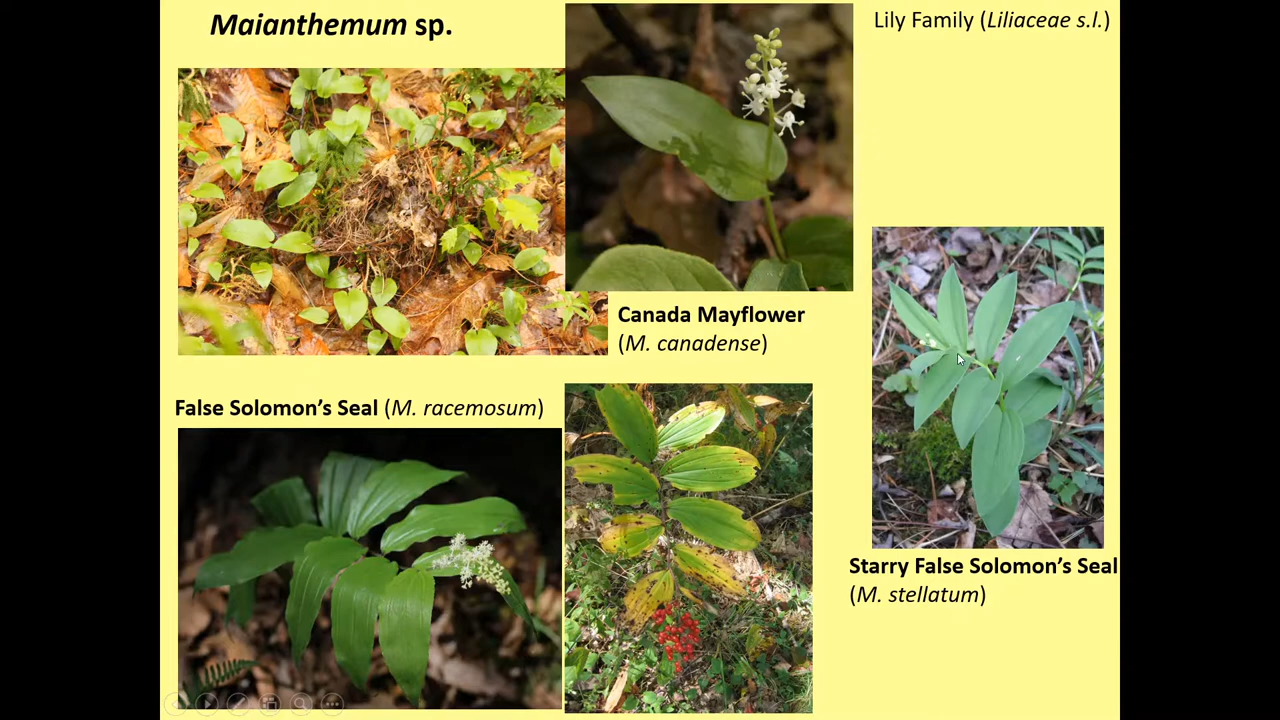 Maianthemum sp.
Lily Family (Liliaceae s.l.)
Canada Mayflower
(M. canadense)
False Solomon’s Seal (M. racemosum)
Starry False Solomon’s Seal
(M. stellatum)